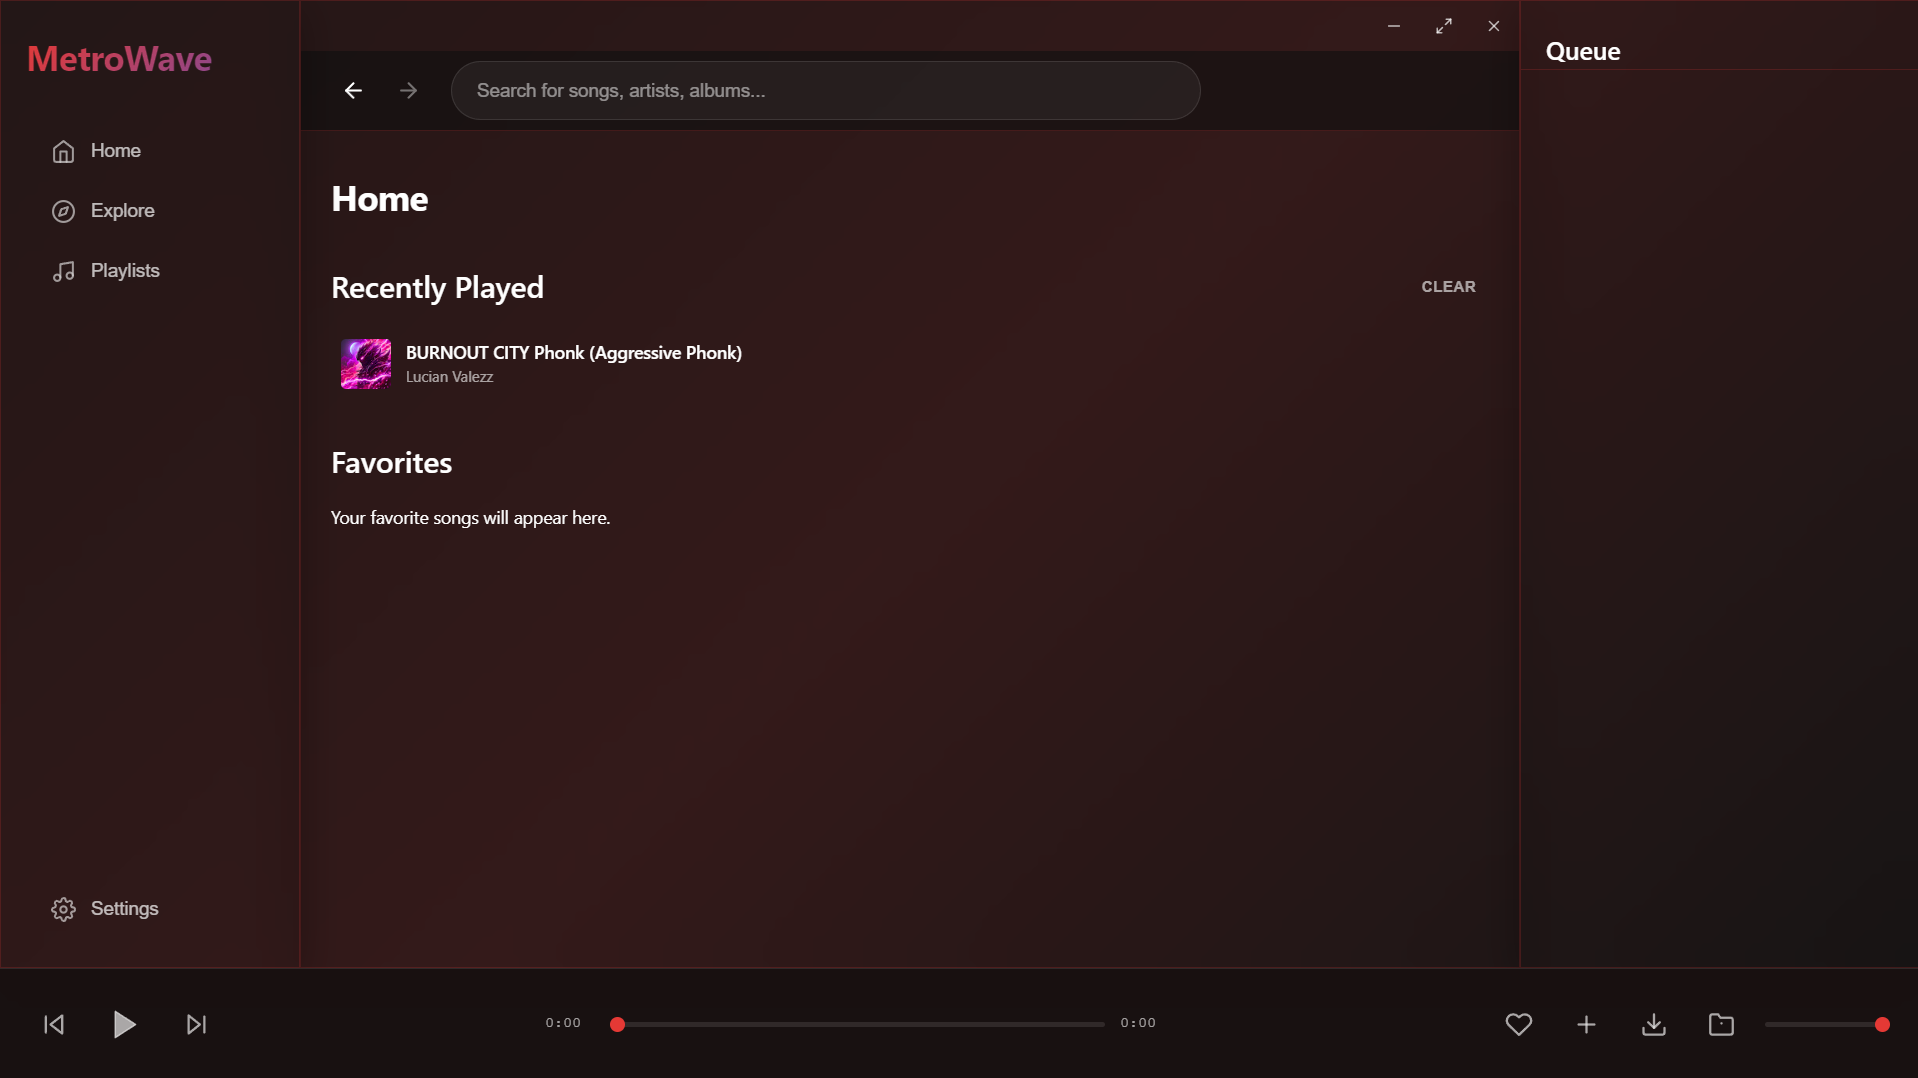 MetroWave
Home
Explore
Playlists
Settings
Search for songs, artists, albums...
Home
Recently Played
CLEAR
BURNOUT CITY Phonk (Aggressive Phonk)
Lucian Valezz
Favorites
Your favorite songs will appear here.
Queue
0:00
0:00